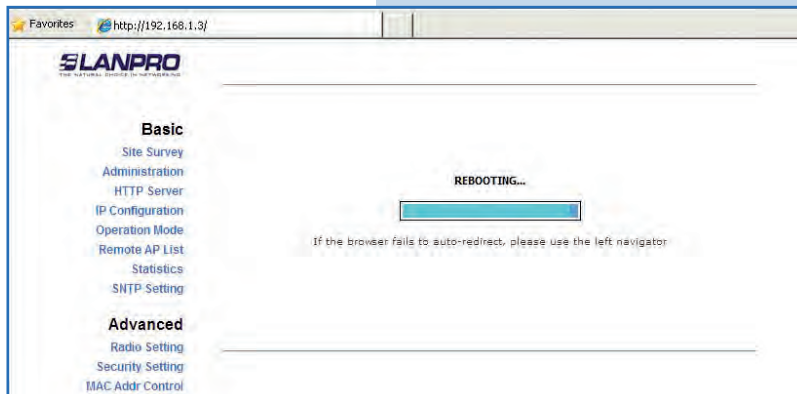 Favorites http://192.168.1.3/
LANPRO
THE NATURAL CHOICE IN NETWORKING
Basic
Site Survey
Administration
HTTP Server
IP Configuration
Operation Mode
Remote AP List
Statistics
SNTP Setting
Advanced
Radio Setting
Security Setting
MAC Addr Control
REBOOTING...
If the browser fails to auto-redirect, please use the left navigator